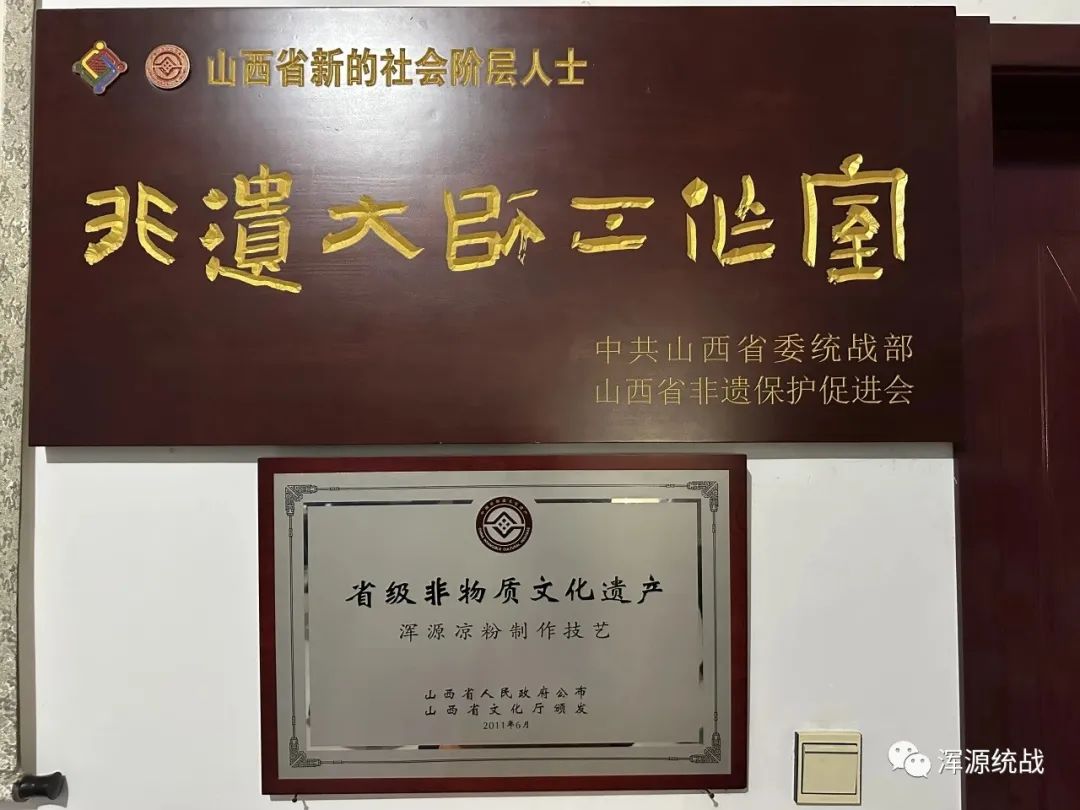 山西省新的社会阶层人士
非遺大師工作室
中共山西省委统战部
山西省非遗保护促进会
省级非物质文化遗产
浑源凉粉制作技艺
山西省人民政府公布
山西省文化厅颁发
2011年6月
浑源统战